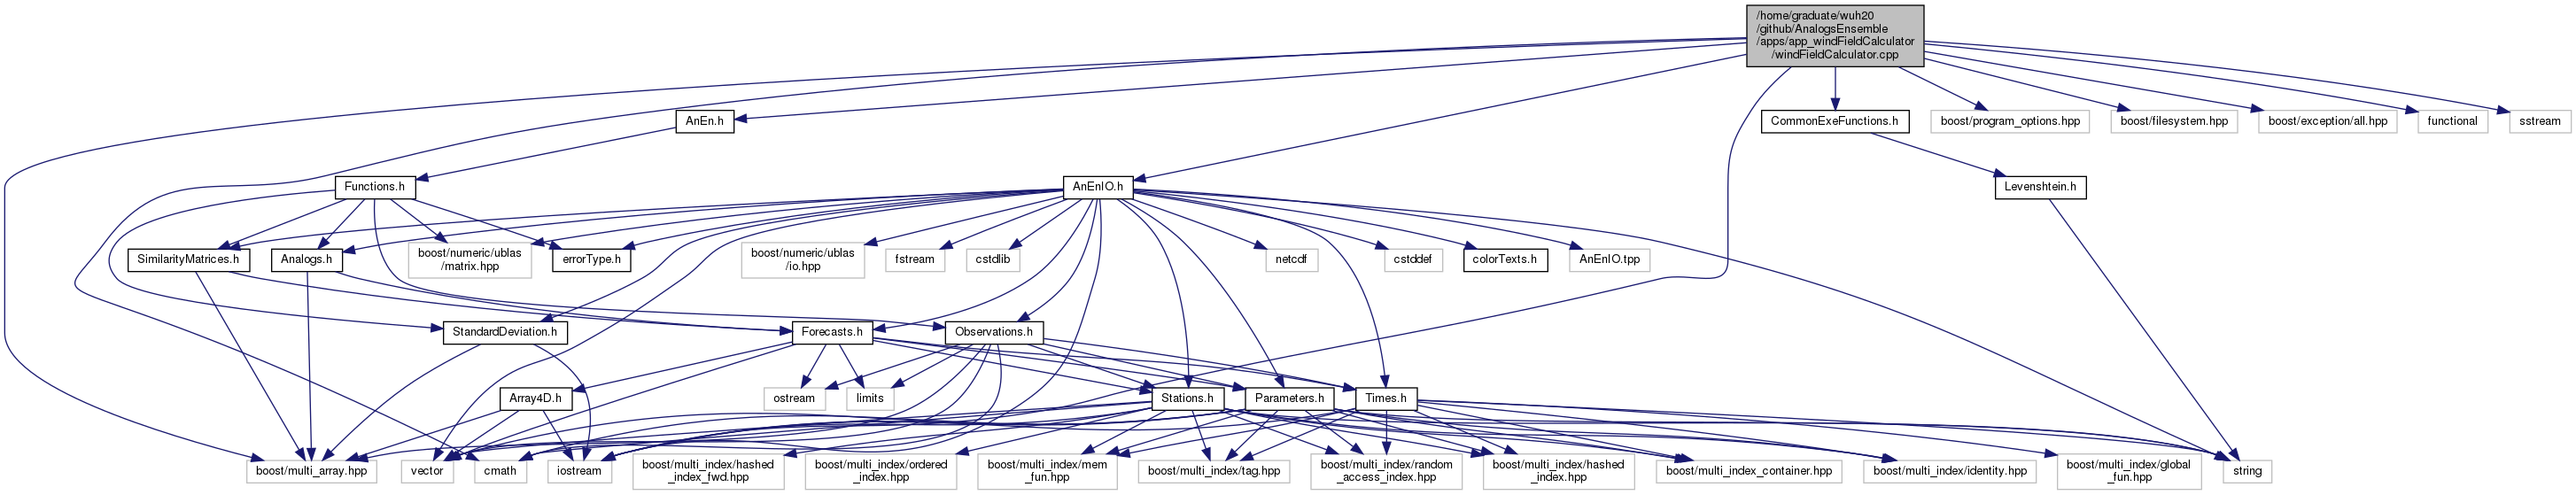 /home/graduate/wuh20
/github/AnalogsEnsemble
/apps/app_windFieldCalculator
/windFieldCalculator.cpp
AnEn.h
CommonExeFunctions.h
boost/program_options.hpp
boost/filesystem.hpp
boost/exception/all.hpp
functional
sstream
Functions.h
AnEnIO.h
Levenshtein.h
SimilarityMatrices.h
Analogs.h
boost/numeric/ublas
/matrix.hpp
errorType.h
boost/numeric/ublas
/io.hpp
fstream
cstdlib
netcdf
cstddef
colorTexts.h
AnEnIO.tpp
StandardDeviation.h
Forecasts.h
Observations.h
Array4D.h
ostream
limits
Stations.h
Parameters.h
Times.h
boost/multi_array.hpp
vector
cmath
iostream
boost/multi_index/hashed
_index_fwd.hpp
boost/multi_index/ordered
_index.hpp
boost/multi_index/mem
_fun.hpp
boost/multi_index/tag.hpp
boost/multi_index/random
_access_index.hpp
boost/multi_index/hashed
_index.hpp
boost/multi_index_container.hpp
boost/multi_index/identity.hpp
boost/multi_index/global
_fun.hpp
string